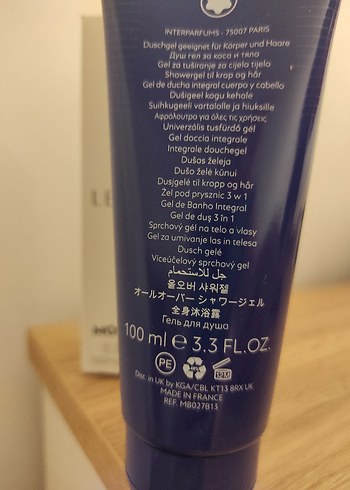 INTERPARFUMS - 75007 PARIS
Duschgel geeignet für Körper und Haare
Душ гел за коса и тяло
Gel za tuširanje za cijelo tijelo
Showergel til krop og hår
Gel de ducha integral cuerpo y cabello
Dušigeel kogu kehale
Suihkugeeli vartalolle ja hiuksille
Αφρόλουτρο για όλες τις χρήσεις
Univerzális tusfürdő gél
Gel doccia integrale
Integrale douchegel
Dušas želeja
Dušo želė kūnui
Dusjgelé til kropp og hår
Żel pod prysznic 3 w 1
Gel de Banho Integral
Gel de duș 3 în 1
Sprchový gél na telo a vlasy
Gel za umivanje las in telesa
Dusch gelé
Víceúčelový sprchový gel
جل للاستحمام
올오버 샤워젤
オールオーバー シャワージェル
全身沐浴露
Гель для душа
100 ml ℮ 3.3 FL.OZ.
PE
12M
Dist. in UK by KGA/CBL KT13 8RX UK
MADE IN FRANCE
REF. MB027B13